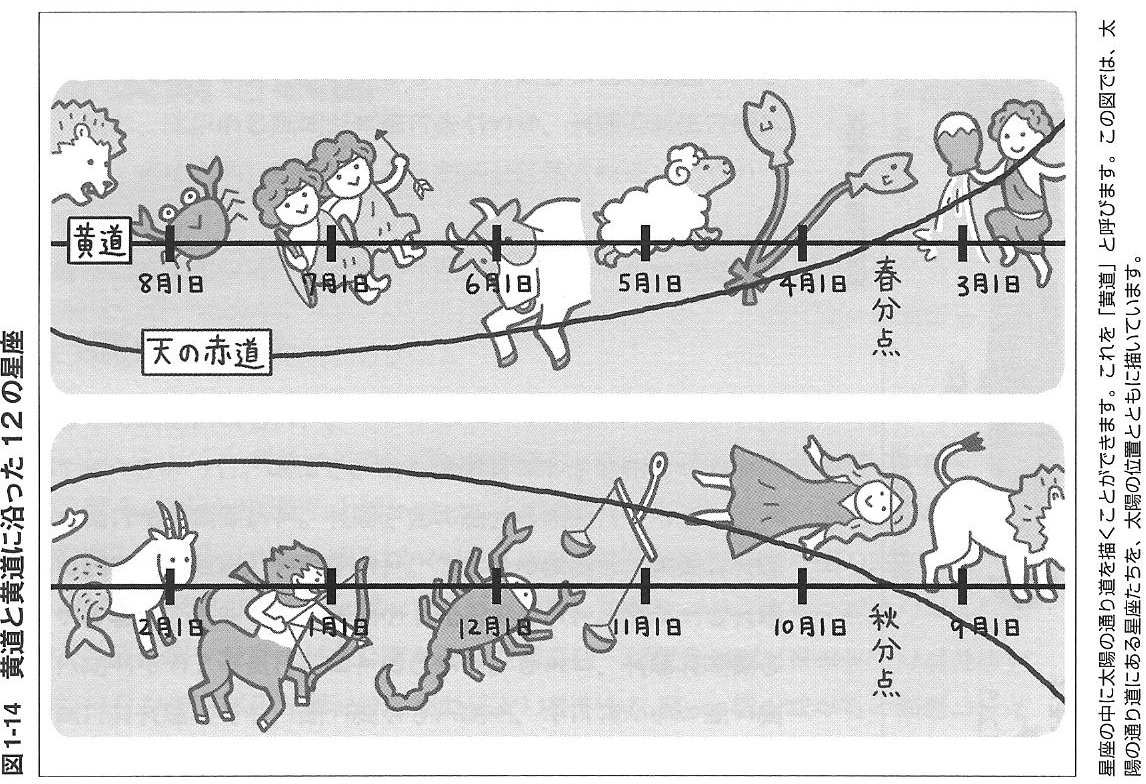 図1-14　黄道と黄道に沿った 12 の星座
黄道
8月1日
7月1日
6月1日
5月1日
4月1日
春分点
3月1日
天の赤道
2月1日
1月1日
12月1日
11月1日
10月1日
秋分点
9月1日
星座の中に太陽の通り道を描くことができます。これを「黄道」と呼びます。この図では、太
陽の通り道にある星座たちを、太陽の位置とともに描いています。